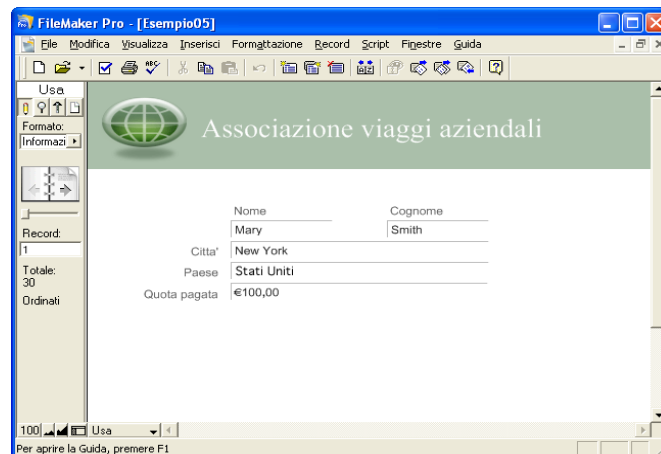 FileMaker Pro - [Esempio05]
File Modifica Visualizza Inserisci Formattazione Record Script Finestre Guida
Usa
Formato:
Informazi
Associazione viaggi aziendali
Nome Cognome
Mary Smith
Citta' New York
Paese Stati Uniti
Quota pagata €100,00
Record:
1
Totale:
30
Ordinati
100 Usa
Per aprire la Guida, premere F1